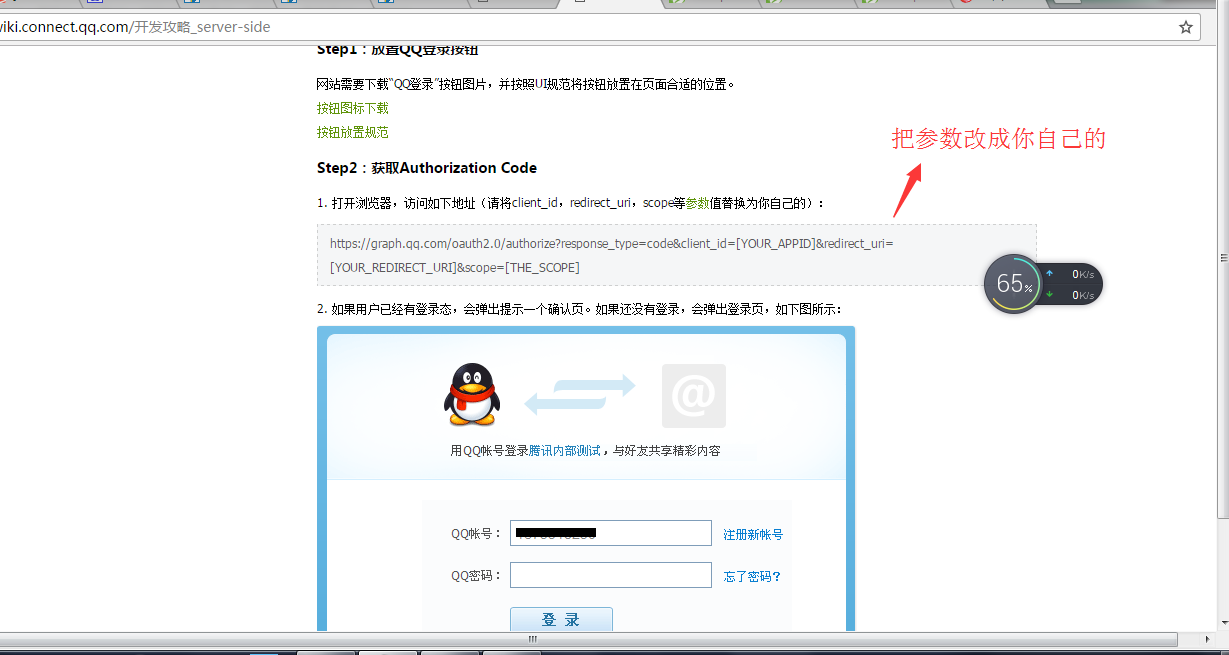 wiki.connect.qq.com/开发攻略_server-side
Step1：放置QQ登录按钮
网站需要下载“QQ登录”按钮图片，并按照UI规范将按钮放置在页面合适的位置。
按钮图标下载
按钮放置规范
把参数改成你自己的
Step2：获取Authorization Code
1. 打开浏览器，访问如下地址（请将client_id，redirect_uri，scope等参数值替换为你自己的）：
https://graph.qq.com/oauth2.0/authorize?response_type=code&client_id=[YOUR_APPID]&redirect_uri=
[YOUR_REDIRECT_URI]&scope=[THE_SCOPE]
65%
0K/s
0K/s
2. 如果用户已经有登录态，会弹出提示一个确认页。如果还没有登录，会弹出登录页，如下图所示：
@
用QQ帐号登录腾讯内部测试，与好友共享精彩内容
QQ帐号：
注册新帐号
QQ密码：
忘了密码？
登 录